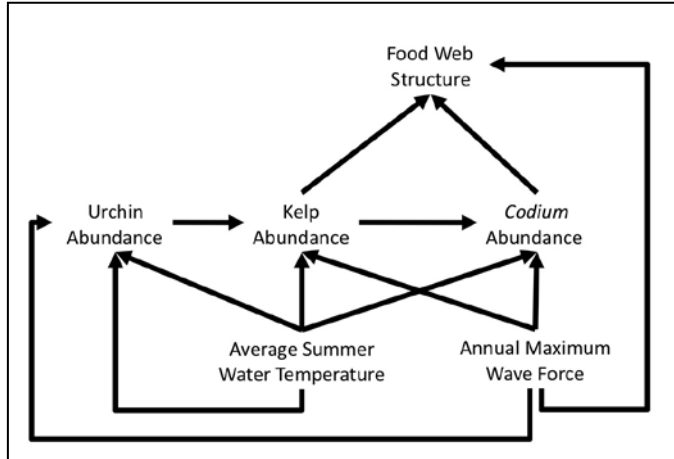 Food Web
Structure
Urchin
Abundance
Kelp
Abundance
Codium
Abundance
Average Summer
Water Temperature
Annual Maximum
Wave Force